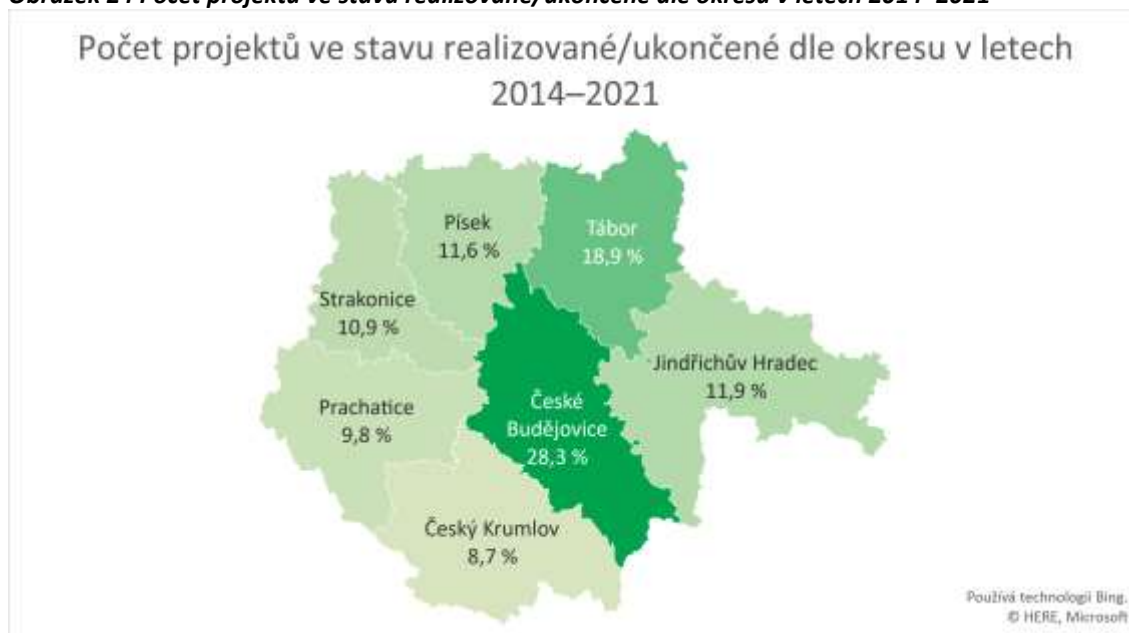 Počet projektů ve stavu realizované/ukončené dle okresu v letech
2014–2021
Písek
11,6 %
Tábor
18,9 %
Strakonice
10,9 %
Jindřichův Hradec
11,9 %
Prachatice
9,8 %
České
Budějovice
28,3 %
Český Krumlov
8,7 %
Používá technologii Bing.
© HERE, Microsoft